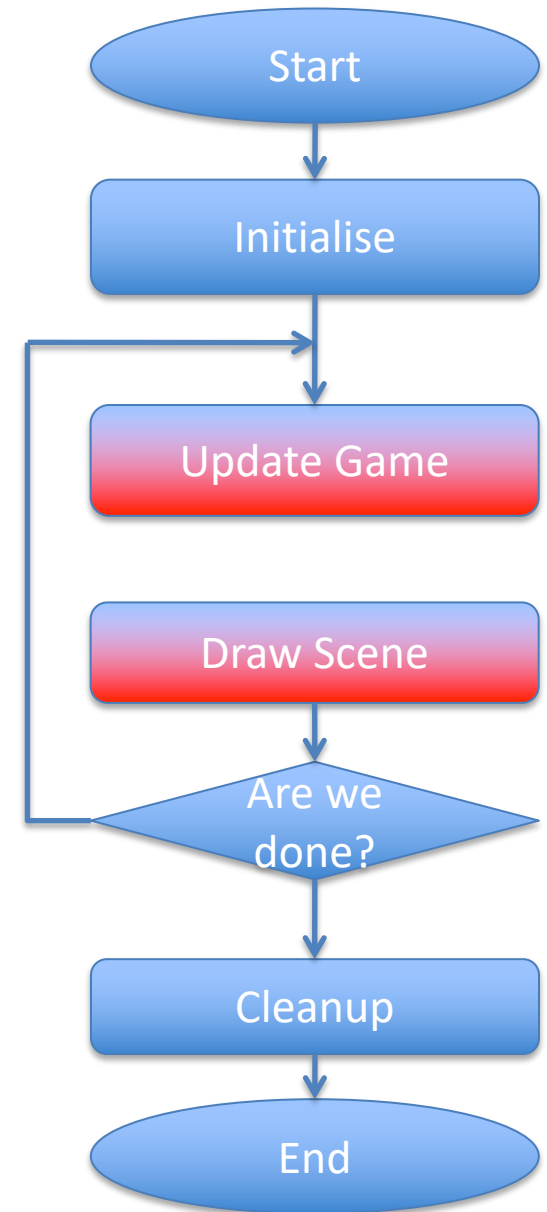 Start
Initialise
Update Game
Draw Scene
Are we
done?
Cleanup
End